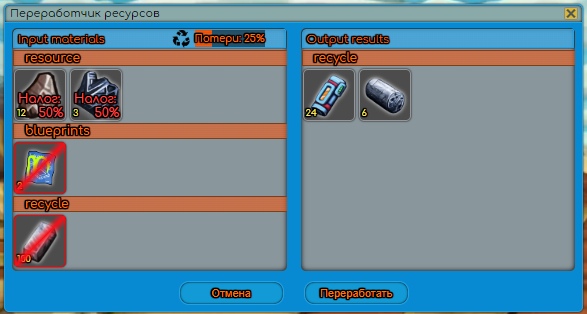 Переработчик ресурсов
Input materials
Потери: 25%
Output results
resource
recycle
Налог: 50%
12
Налог: 50%
3
24
6
blueprints
2
recycle
100
Отмена
Переработать